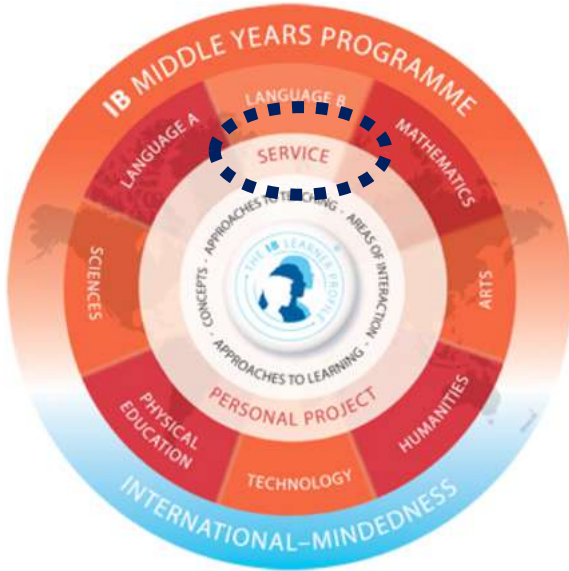 IB MIDDLE YEARS PROGRAMME
LANGUAGE B
LANGUAGE A
MATHEMATICS
SERVICE
SCIENCES
ARTS
APPROACHES TO TEACHING · AREAS OF INTERACTION · APPROACHES TO LEARNING · CONCEPTS ·
THE IB LEARNER PROFILE
®
PERSONAL PROJECT
PHYSICAL
EDUCATION
HUMANITIES
TECHNOLOGY
INTERNATIONAL–MINDEDNESS